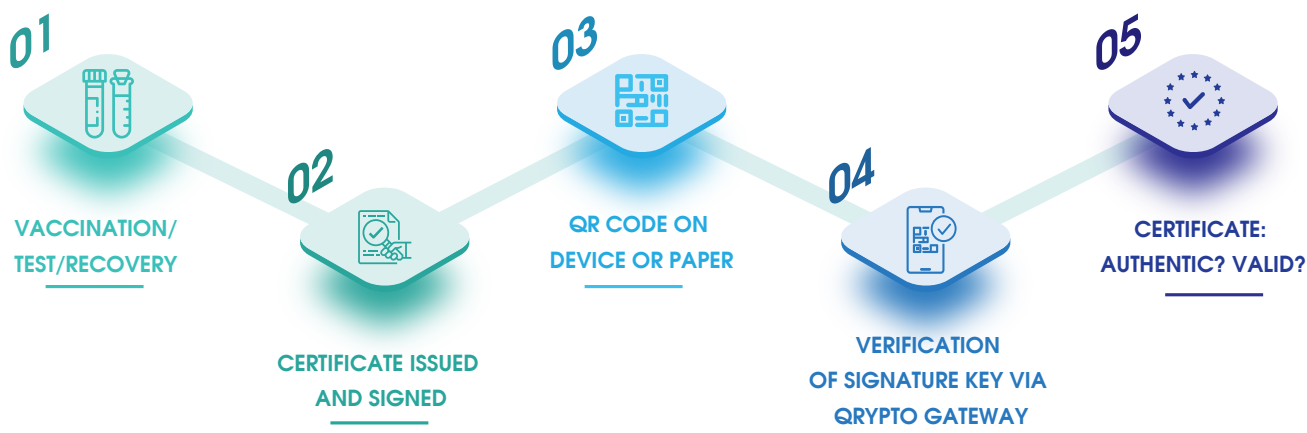 01
VACCINATION/
TEST/RECOVERY
02
CERTIFICATE ISSUED
AND SIGNED
03
QR CODE ON
DEVICE OR PAPER
04
VERIFICATION
OF SIGNATURE KEY VIA
QRYPTO GATEWAY
05
CERTIFICATE:
AUTHENTIC? VALID?